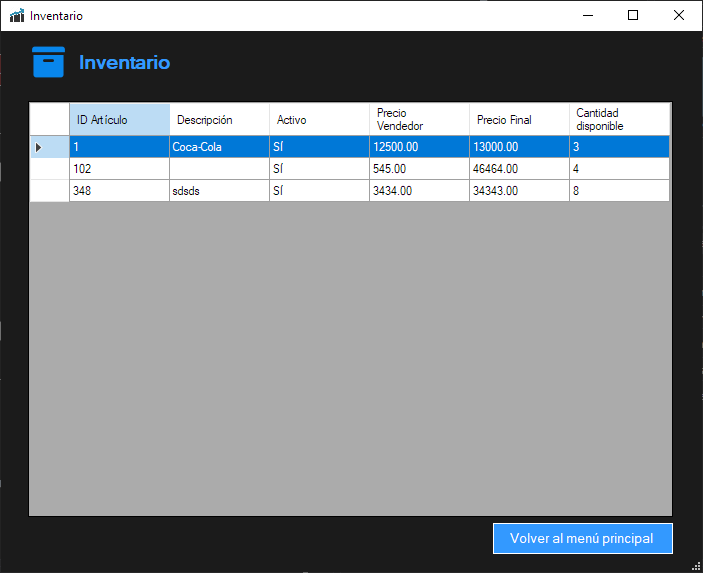 Inventario
Inventario
ID Artículo Descripción Activo Precio Vendedor Precio Final Cantidad disponible
1 Coca-Cola SÍ 12500.00 13000.00 3
102 SÍ 545.00 46464.00 4
348 sdsds SÍ 3434.00 34343.00 8
Volver al menú principal